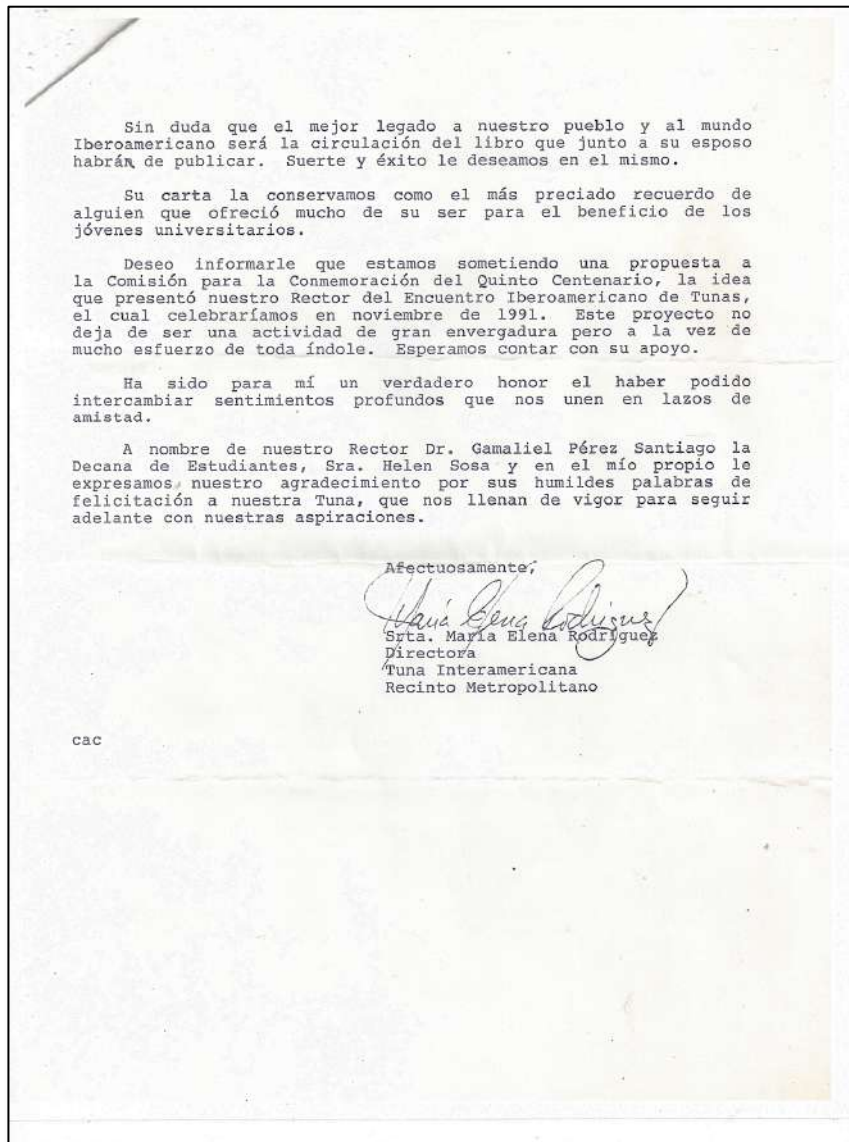 Sin duda que el mejor legado a nuestro pueblo y al mundo
Iberoamericano será la circulación del libro que junto a su esposo
habrán de publicar. Suerte y éxito le deseamos en el mismo.
Su carta la conservamos como el más preciado recuerdo de
alguien que ofreció mucho de su ser para el beneficio de los
jóvenes universitarios.
Deseo informarle que estamos sometiendo una propuesta a
la Comisión para la Conmemoración del Quinto Centenario, la idea
que presentó nuestro Rector del Encuentro Iberoamericano de Tunas,
el cual celebraríamos en noviembre de 1991. Este proyecto no
deja de ser una actividad de gran envergadura pero a la vez de
mucho esfuerzo de toda índole. Esperamos contar con su apoyo.
Ha sido para mí un verdadero honor el haber podido
intercambiar sentimientos profundos que nos unen en lazos de
amistad.
A nombre de nuestro Rector Dr. Gamaliel Pérez Santiago la
Decana de Estudiantes, Sra. Helen Sosa y en el mío propio le
expresamos nuestro agradecimiento por sus humildes palabras de
felicitación a nuestra Tuna, que nos llenan de vigor para seguir
adelante con nuestras aspiraciones.
Afectuosamente,
María Elena Rodríguez
Srta. María Elena Rodríguez
Directora
Tuna Interamericana
Recinto Metropolitano
cac